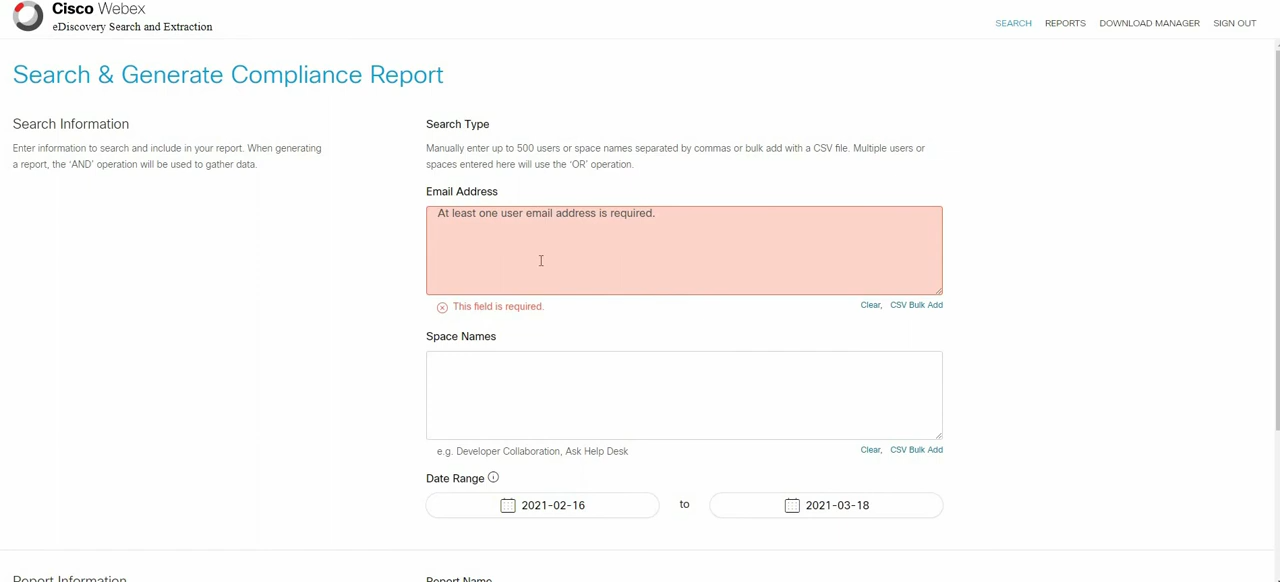 Cisco Webex
eDiscovery Search and Extraction
SEARCH REPORTS DOWNLOAD MANAGER SIGN OUT
Search & Generate Compliance Report
Search Information
Enter information to search and include in your report. When generating
a report, the 'AND' operation will be used to gather data.
Search Type
Manually enter up to 500 users or space names separated by commas or bulk add with a CSV file. Multiple users or
spaces entered here will use the 'OR' operation.
Email Address
At least one user email address is required.
This field is required.
Clear, CSV Bulk Add
Space Names
e.g. Developer Collaboration, Ask Help Desk
Clear, CSV Bulk Add
Date Range
2021-02-16 to 2021-03-18
Report Information
Report Name